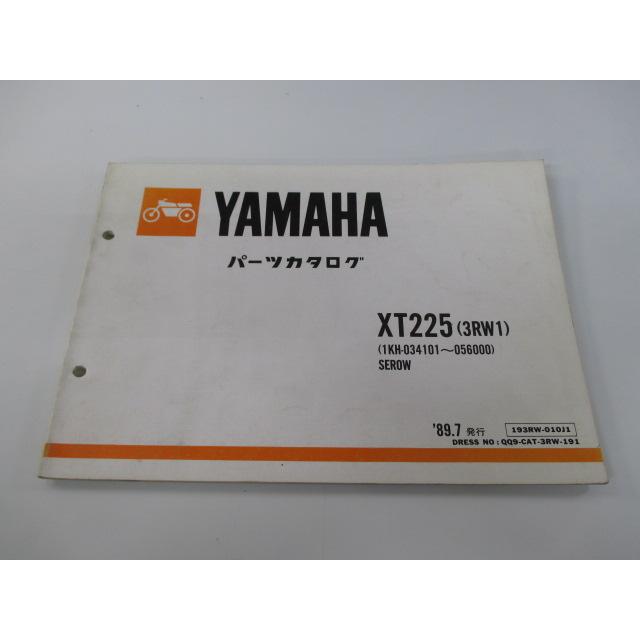 YAMAHA
パーツカタログ
XT225 (3RW1)
(1KH-034101～056000)
SEROW
'89.7 発行 193RW-010J1
DRESS NO : QQ9-CAT-3RW-191